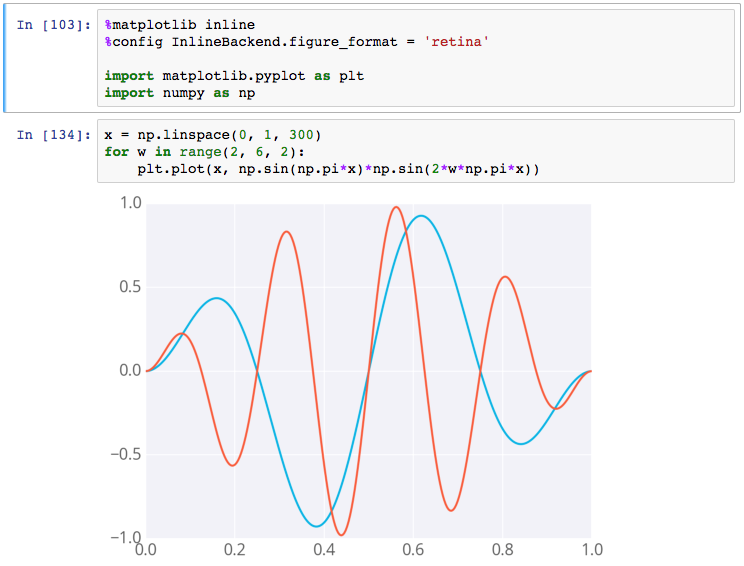 In [103]: %matplotlib inline
%config InlineBackend.figure_format = 'retina'
import matplotlib.pyplot as plt
import numpy as np
In [134]: x = np.linspace(0, 1, 300)
for w in range(2, 6, 2):
    plt.plot(x, np.sin(np.pi*x)*np.sin(2*w*np.pi*x))
1.0
0.5
0.0
−0.5
−1.0
0.0 0.2 0.4 0.6 0.8 1.0